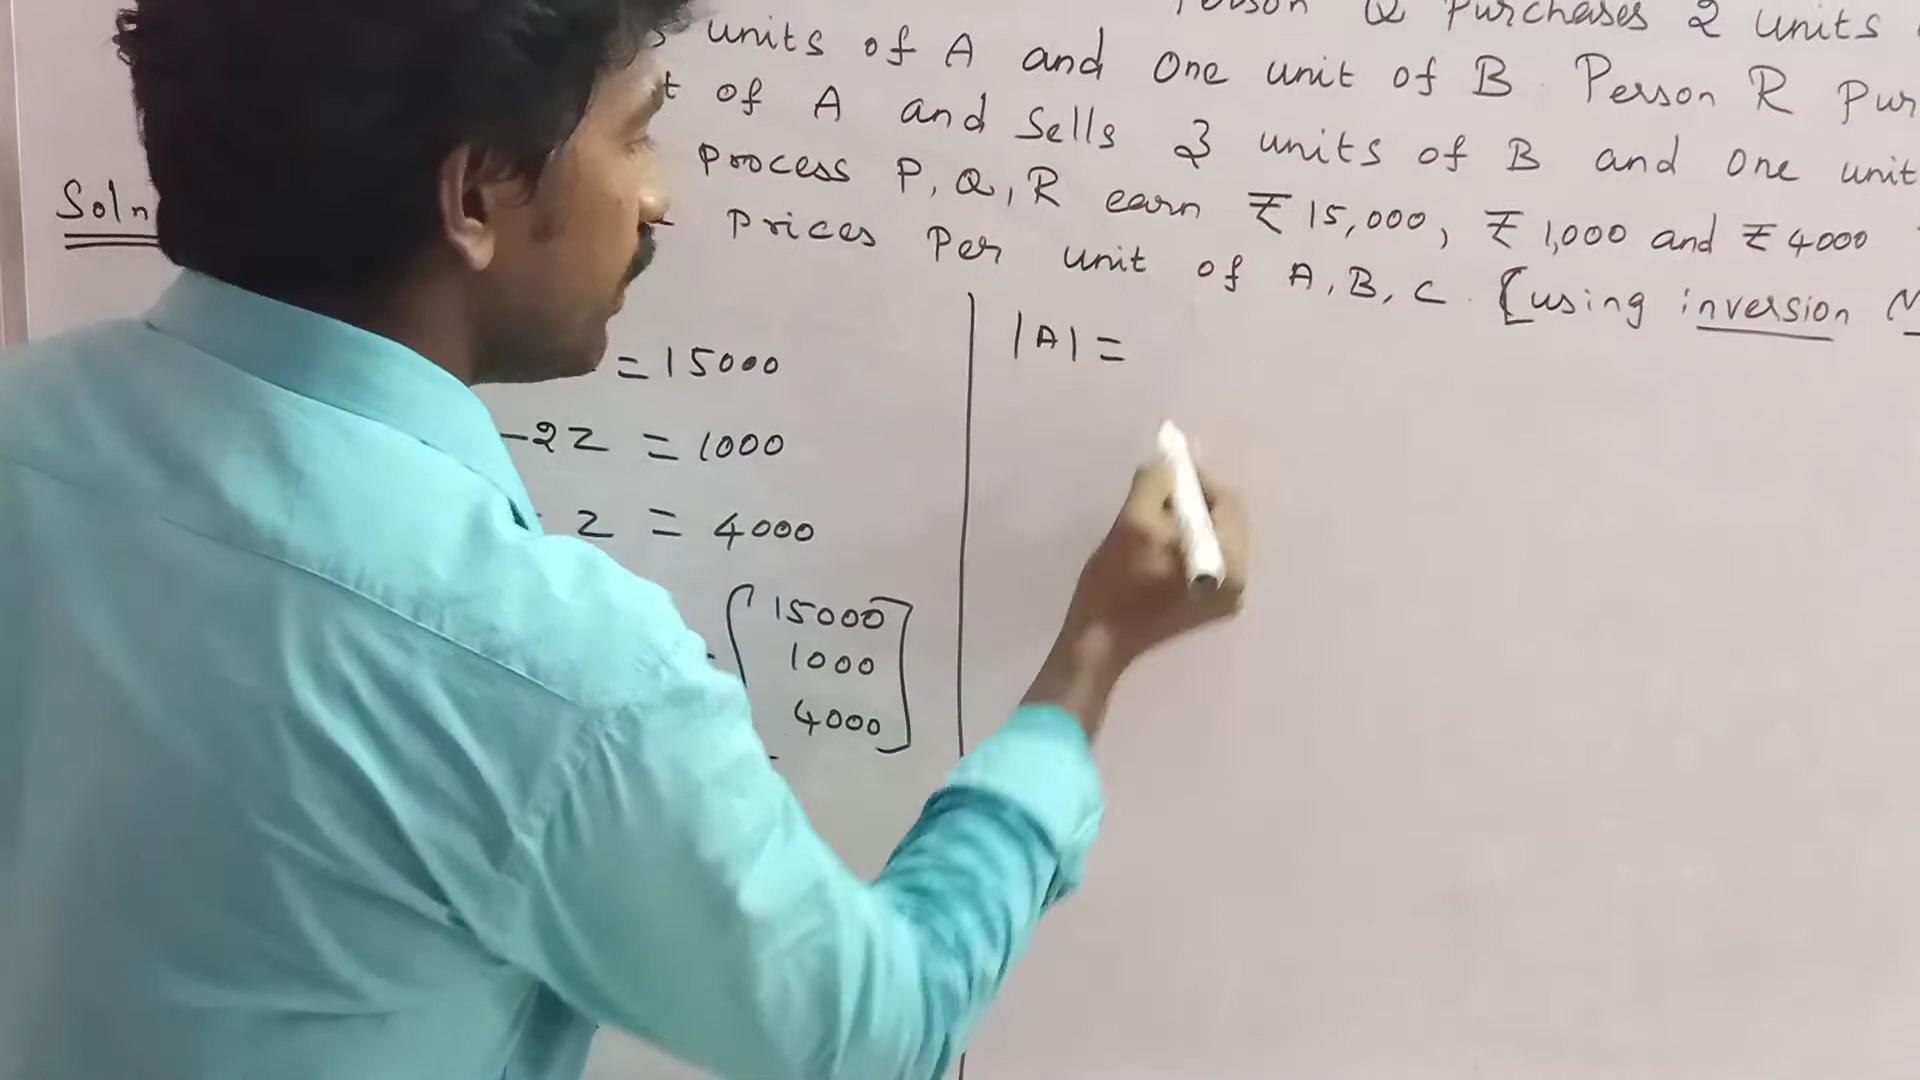 Person Q Purchases 2 units
units of A and one unit of B. Person R Pur
of A and Sells 3 units of B and one unit
Process P, Q, R earn ₹ 15,000, ₹ 1,000 and ₹ 4000
Prices Per unit of A, B, C. [using inversion M
Soln
= 15000
-2z = 1000
z = 4000
[15000
1000
4000]
|A| =